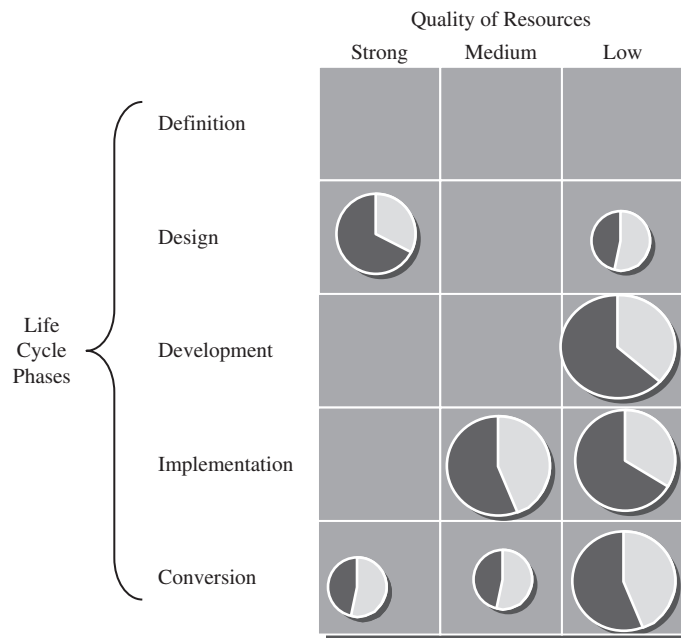 Quality of Resources
Strong Medium Low
Definition
Design
Life
Cycle
Phases
Development
Implementation
Conversion